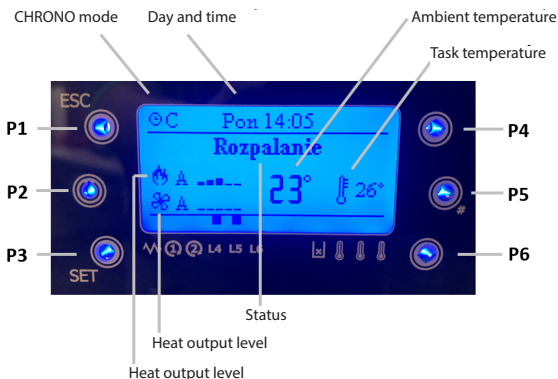 CHRONO mode
Day and time
Ambient temperature
Task temperature
ESC
P1
P2
P3
SET
C Pon 14:05
Rozpalanie
A
23° 26°
A
L4 L5 L6
1 2
P4
P5
#
P6
Status
Heat output level
Heat output level